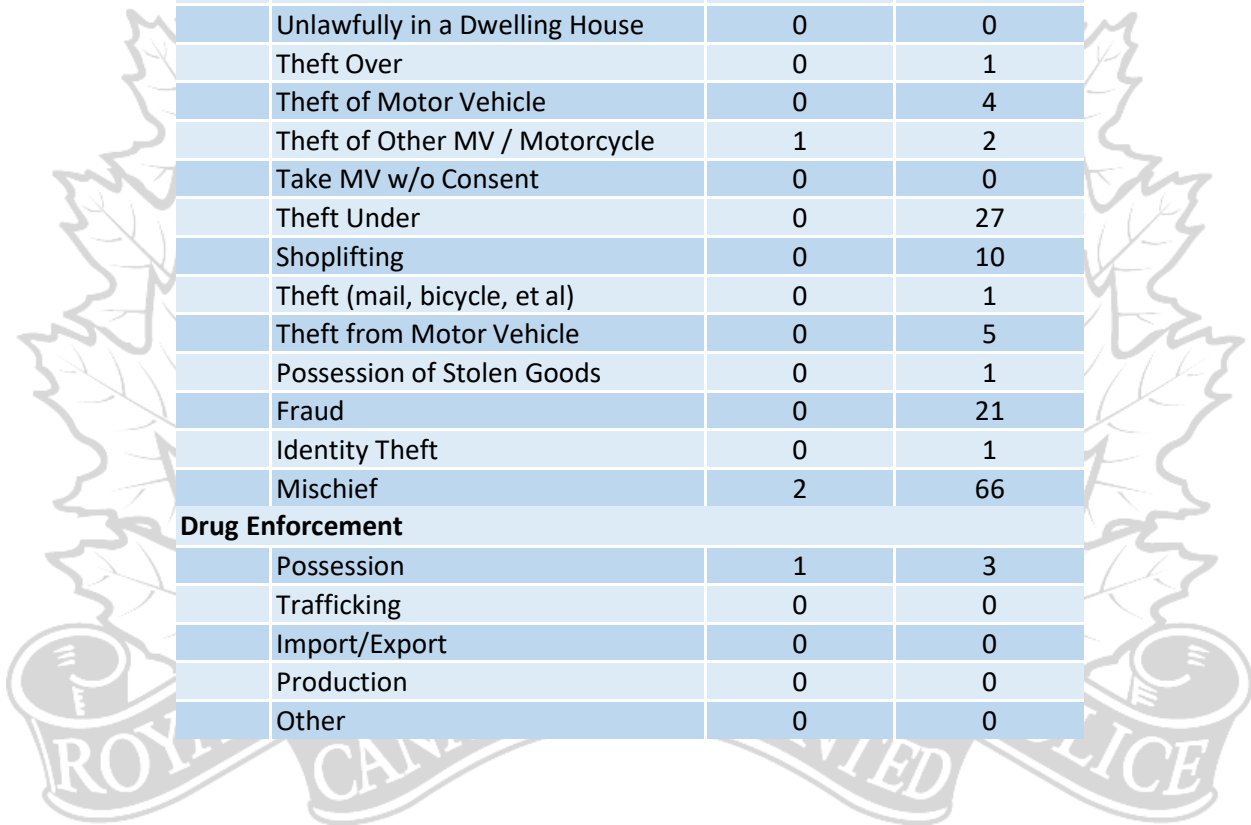 Unlawfully in a Dwelling House 0 0
Theft Over 0 1
Theft of Motor Vehicle 0 4
Theft of Other MV / Motorcycle 1 2
Take MV w/o Consent 0 0
Theft Under 0 27
Shoplifting 0 10
Theft (mail, bicycle, et al) 0 1
Theft from Motor Vehicle 0 5
Possession of Stolen Goods 0 1
Fraud 0 21
Identity Theft 0 1
Mischief 2 66
Drug Enforcement
Possession 1 3
Trafficking 0 0
Import/Export 0 0
Production 0 0
Other 0 0